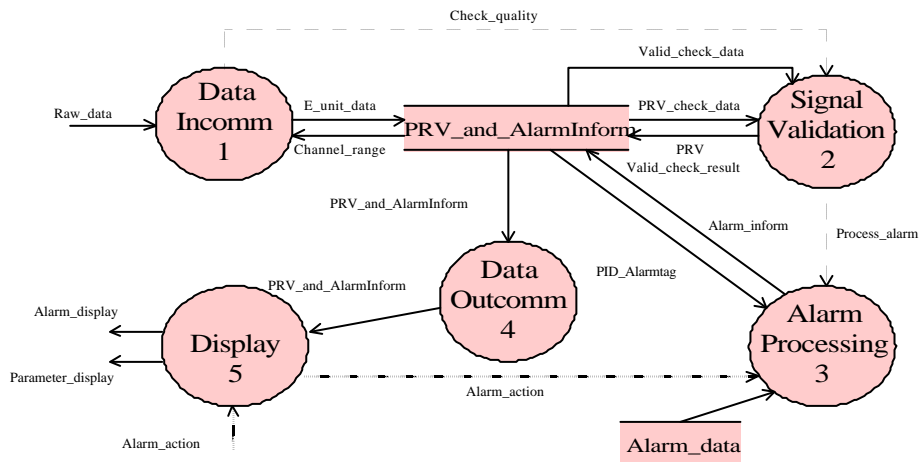 Check_quality
Valid_check_data
Data
Incomm
1
Raw_data
E_unit_data
Channel_range
PRV_and_AlarmInform
PRV_check_data
PRV
Valid_check_result
Signal
Validation
2
PRV_and_AlarmInform
Alarm_inform
Process_alarm
PID_Alarmtag
Data
Outcomm
4
PRV_and_AlarmInform
Alarm_display
Parameter_display
Display
5
Alarm
Processing
3
Alarm_action
Alarm_action
Alarm_data